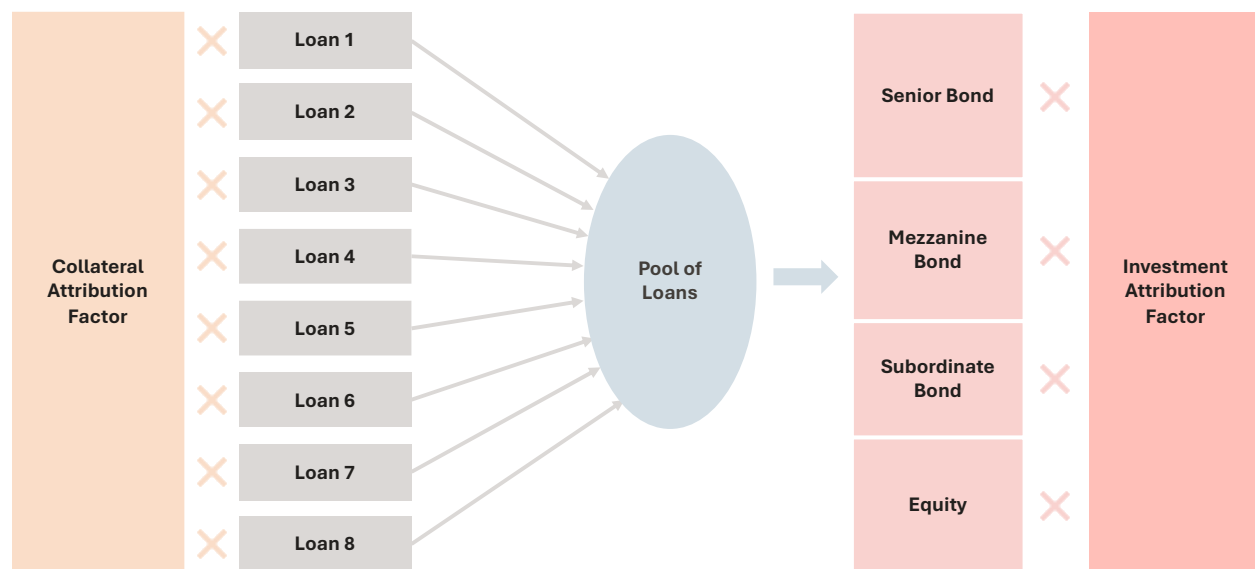 Collateral
Attribution
Factor
Loan 1
Loan 2
Loan 3
Loan 4
Loan 5
Loan 6
Loan 7
Loan 8
Pool of
Loans
Senior Bond
Mezzanine
Bond
Subordinate
Bond
Equity
Investment
Attribution
Factor